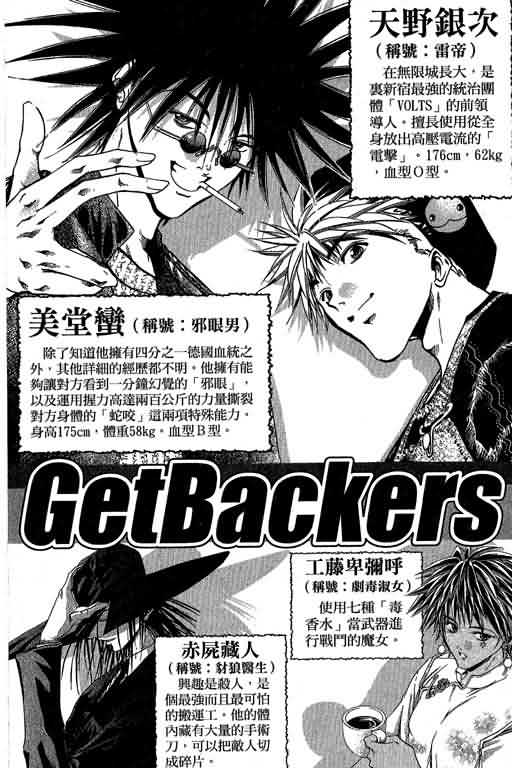 天野銀次
(稱號：雷帝)
在無限城長大，是
裏新宿最強的統治團
體「VOLTS」的前領
導人。擅長使用從全
身放出高壓電流的「
電擊」。176cm，62kg
，血型O型。
美堂蠻(稱號：邪眼男)
除了知道他擁有四分之一德國血統之
外，其他詳細的經歷都不明。他擁有能
夠讓對方看到一分鐘幻覺的「邪眼」，
以及運用握力高達兩百公斤的力量撕裂
對方身體的「蛇咬」這兩項特殊能力。
身高175cm，體重58kg。血型B型。
GetBackers
工藤卑彌呼
(稱號：劇毒淑女)
使用七種「毒
香水」當武器進
行戰鬥的魔女。
赤屍藏人
(稱號：豺狼醫生)
興趣是殺人，是
個最強而且最可怕
的搬運工。他的體
內藏有大量的手術
刀，可以把敵人切
成碎片。